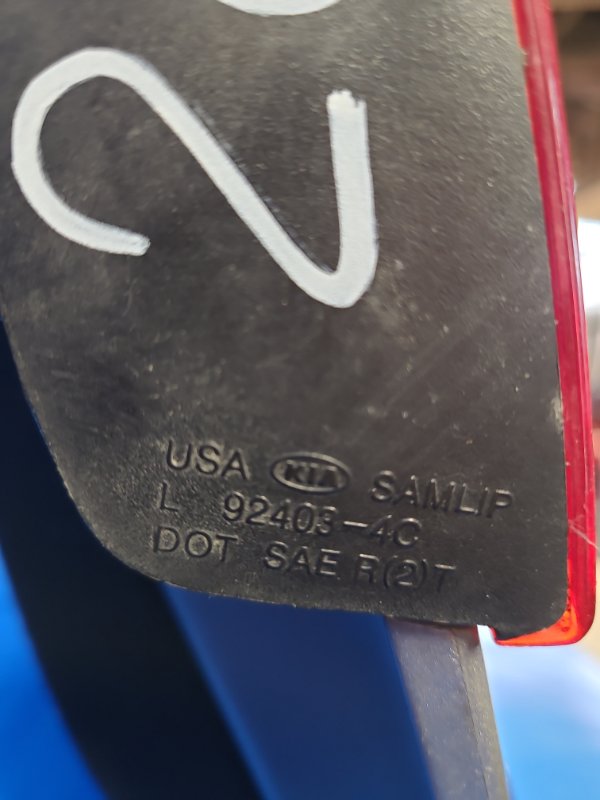 2
USA KIA SAMLIP
L 92403-4C
DOT SAE R(2)T